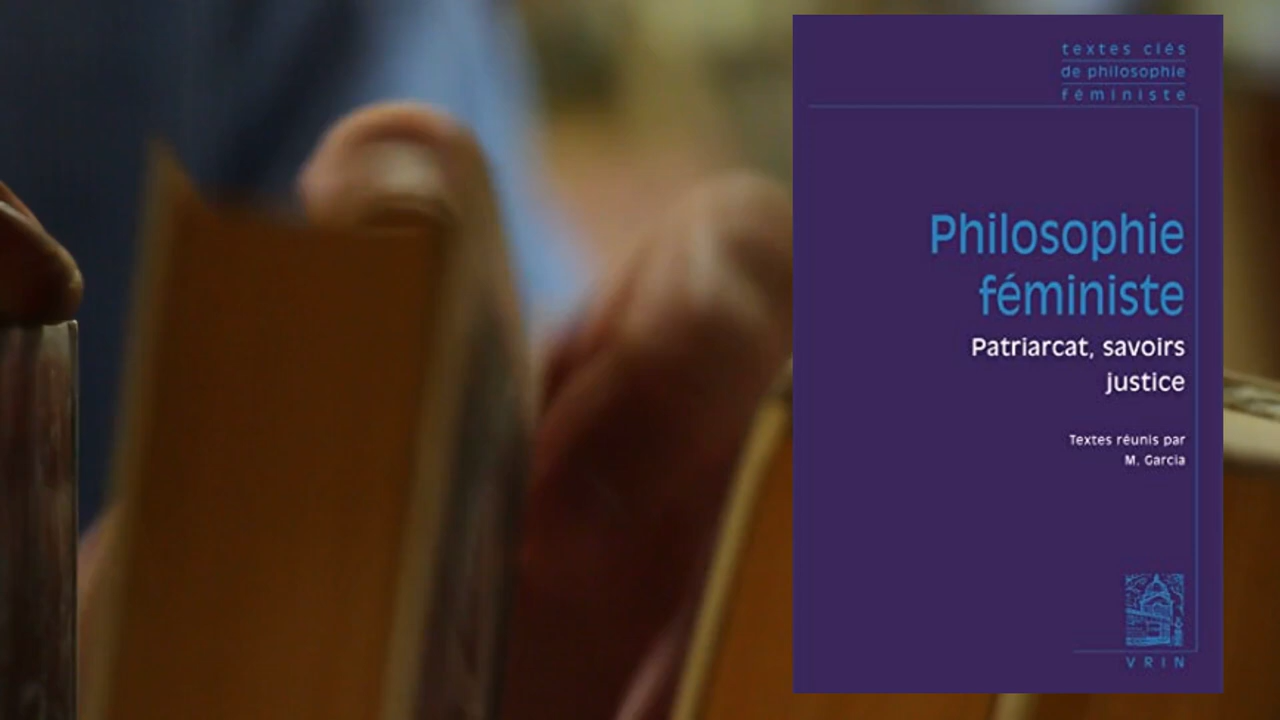 textes clés
de philosophie
féministe
Philosophie
féministe
Patriarcat, savoirs
justice
Textes réunis par
M. Garcia
VRIN